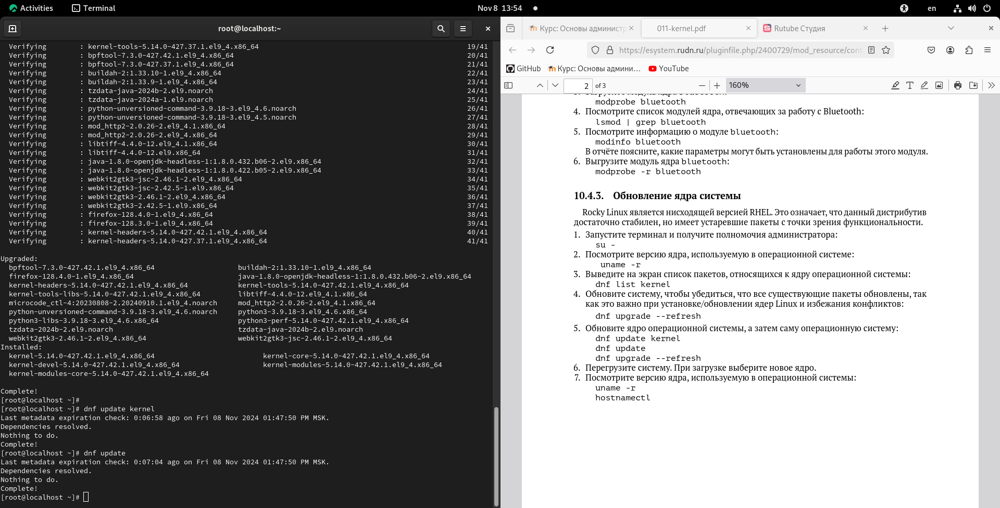 Activities
Terminal
Nov 8 13:54
en
root@localhost:~
Verifying : kernel-tools-5.14.0-427.37.1.el9_4.x86_64 19/41
Verifying : bpftool-7.3.0-427.42.1.el9_4.x86_64 20/41
Verifying : bpftool-7.3.0-427.37.1.el9_4.x86_64 21/41
Verifying : buildah-2:1.33.10-1.el9_4.x86_64 22/41
Verifying : buildah-2:1.33.9-1.el9_4.x86_64 23/41
Verifying : tzdata-java-2024b-2.el9.noarch 24/41
Verifying : tzdata-java-2024a-1.el9.noarch 25/41
Verifying : python-unversioned-command-3.9.18-3.el9_4.6.noarch 26/41
Verifying : python-unversioned-command-3.9.18-3.el9_4.5.noarch 27/41
Verifying : mod_http2-2.0.26-2.el9_4.1.x86_64 28/41
Verifying : mod_http2-2.0.26-2.el9_4.x86_64 29/41
Verifying : libtiff-4.4.0-12.el9_4.1.x86_64 30/41
Verifying : libtiff-4.4.0-12.el9.x86_64 31/41
Verifying : java-1.8.0-openjdk-headless-1:1.8.0.432.b06-2.el9.x86_64 32/41
Verifying : java-1.8.0-openjdk-headless-1:1.8.0.422.b05-2.el9.x86_64 33/41
Verifying : webkit2gtk3-jsc-2.46.1-2.el9_4.x86_64 34/41
Verifying : webkit2gtk3-jsc-2.42.5-1.el9.x86_64 35/41
Verifying : webkit2gtk3-2.46.1-2.el9_4.x86_64 36/41
Verifying : webkit2gtk3-2.42.5-1.el9.x86_64 37/41
Verifying : firefox-128.4.0-1.el9_4.x86_64 38/41
Verifying : firefox-128.3.0-1.el9_4.x86_64 39/41
Verifying : kernel-headers-5.14.0-427.42.1.el9_4.x86_64 40/41
Verifying : kernel-headers-5.14.0-427.37.1.el9_4.x86_64 41/41
Upgraded:
bpftool-7.3.0-427.42.1.el9_4.x86_64 buildah-2:1.33.10-1.el9_4.x86_64
firefox-128.4.0-1.el9_4.x86_64 java-1.8.0-openjdk-headless-1:1.8.0.432.b06-2.el9.x86_64
kernel-headers-5.14.0-427.42.1.el9_4.x86_64 kernel-tools-5.14.0-427.42.1.el9_4.x86_64
kernel-tools-libs-5.14.0-427.42.1.el9_4.x86_64 libtiff-4.4.0-12.el9_4.1.x86_64
microcode_ctl-4:20230808-2.20240910.1.el9_4.noarch mod_http2-2.0.26-2.el9_4.1.x86_64
python-unversioned-command-3.9.18-3.el9_4.6.noarch python3-3.9.18-3.el9_4.6.x86_64
python3-libs-3.9.18-3.el9_4.6.x86_64 python3-perf-5.14.0-427.42.1.el9_4.x86_64
tzdata-2024b-2.el9.noarch tzdata-java-2024b-2.el9.noarch
webkit2gtk3-2.46.1-2.el9_4.x86_64 webkit2gtk3-jsc-2.46.1-2.el9_4.x86_64
Installed:
kernel-5.14.0-427.42.1.el9_4.x86_64 kernel-core-5.14.0-427.42.1.el9_4.x86_64
kernel-devel-5.14.0-427.42.1.el9_4.x86_64 kernel-modules-5.14.0-427.42.1.el9_4.x86_64
kernel-modules-core-5.14.0-427.42.1.el9_4.x86_64
Complete!
[root@localhost ~]#
[root@localhost ~]# dnf update kernel
Last metadata expiration check: 0:06:58 ago on Fri 08 Nov 2024 01:47:50 PM MSK.
Dependencies resolved.
Nothing to do.
Complete!
[root@localhost ~]# dnf update
Last metadata expiration check: 0:07:04 ago on Fri 08 Nov 2024 01:47:50 PM MSK.
Dependencies resolved.
Nothing to do.
Complete!
[root@localhost ~]#
Курс: Основы администр
011-kernel.pdf
Rutube Студия
https://esystem.rudn.ru/pluginfile.php/2400729/mod_resource/cont
GitHub
Курс: Основы админи…
YouTube
2 of 3
160%
modprobe bluetooth
4. Посмотрите список модулей ядра, отвечающих за работу с Bluetooth:
lsmod | grep bluetooth
5. Посмотрите информацию о модуле bluetooth:
modinfo bluetooth
В отчёте поясните, какие параметры могут быть установлены для работы этого модуля.
6. Выгрузите модуль ядра bluetooth:
modprobe -r bluetooth
10.4.3. Обновление ядра системы
Rocky Linux является нисходящей версией RHEL. Это означает, что данный дистрибутив
достаточно стабилен, но имеет устаревшие пакеты с точки зрения функциональности.
1. Запустите терминал и получите полномочия администратора:
su -
2. Посмотрите версию ядра, используемую в операционной системе:
uname -r
3. Выведите на экран список пакетов, относящихся к ядру операционной системы:
dnf list kernel
4. Обновите систему, чтобы убедиться, что все существующие пакеты обновлены, так
как это важно при установке/обновлении ядер Linux и избежания конфликтов:
dnf upgrade --refresh
5. Обновите ядро операционной системы, а затем саму операционную систему:
dnf update kernel
dnf update
dnf upgrade --refresh
6. Перегрузите систему. При загрузке выберите новое ядро.
7. Посмотрите версию ядра, используемую в операционной системы:
uname -r
hostnamectl